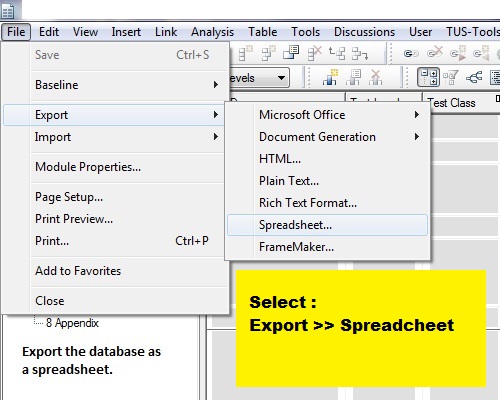 File Edit View Insert Link Analysis Table Tools Discussions User TUS-Tools
Save Ctrl+S
Baseline
Export
Import
Module Properties...
Page Setup...
Print Preview...
Print... Ctrl+P
Add to Favorites
Close
evels
Test Class
Microsoft Office
Document Generation
HTML...
Plain Text...
Rich Text Format...
Spreadsheet...
FrameMaker...
8 Appendix
Export the database as
a spreadsheet.
Select :
Export >> Spreadcheet